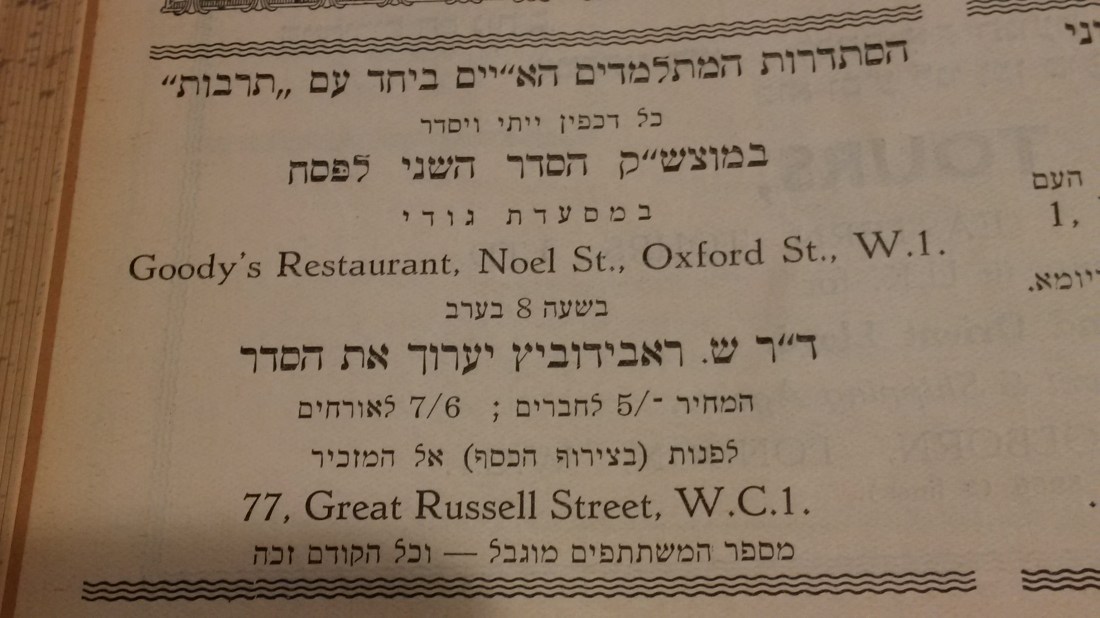 הסתדרות המתלמדים הא״יים ביחד עם „תרבות״
כל דכפין ייתי ויסדר
במוצש״ק הסדר השני לפסח
במסעדת גודי
Goody's Restaurant, Noel St., Oxford St., W.1.
בשעה 8 בערב
ד״ר ש. ראבידוביץ יערוך את הסדר
המחיר -/5 לחברים ; 7/6 לאורחים
לפנות (בצירוף הכסף) אל המזכיר
77, Great Russell Street, W.C.1.
מספר המשתתפים מוגבל — וכל הקודם זכה
העם
1,